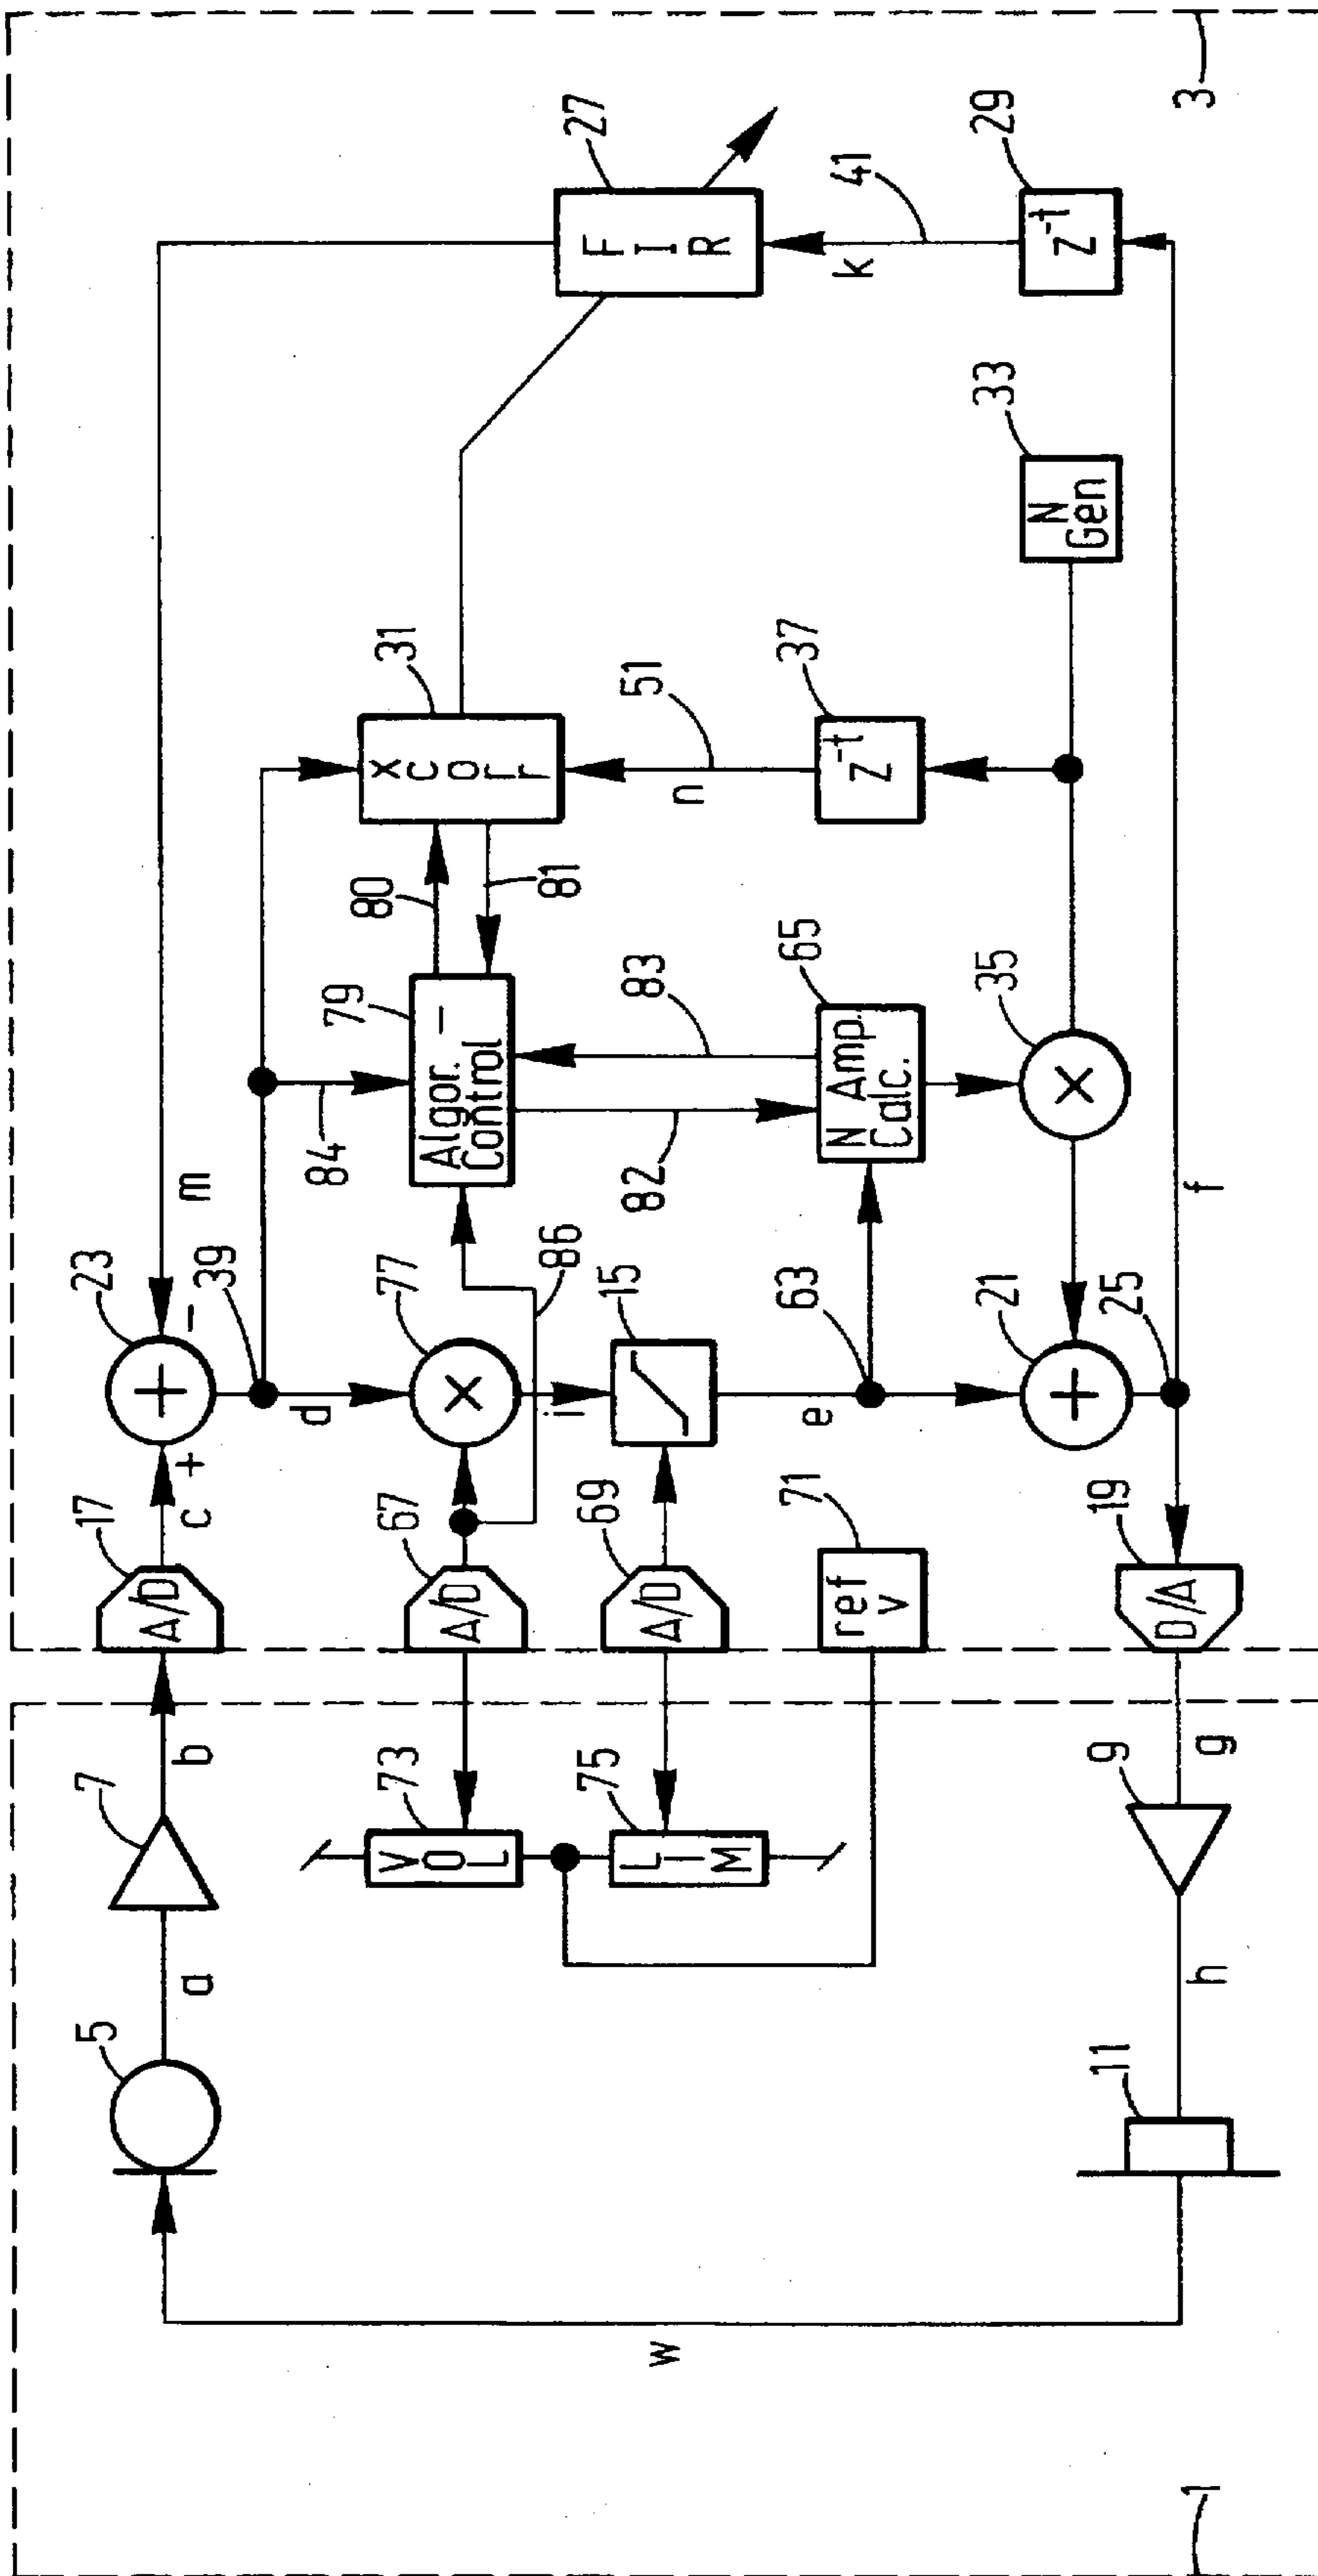 3
27
F I R
41
k
29
Z^-t
33
N Gen
31
X C o r r
51
n
37
Z^-t
80
81
79
Algor. - Control
83
82
84
65
N Amp. Calc.
35
×
m
f
23
+
-
39
d
77
×
86
i
15
e
63
21
+
25
17
A/D
c +
67
A/D
69
A/D
71
ref v
19
D/A
7
b
73
VOL
75
LIM
9
g
a
5
h
11
w
1